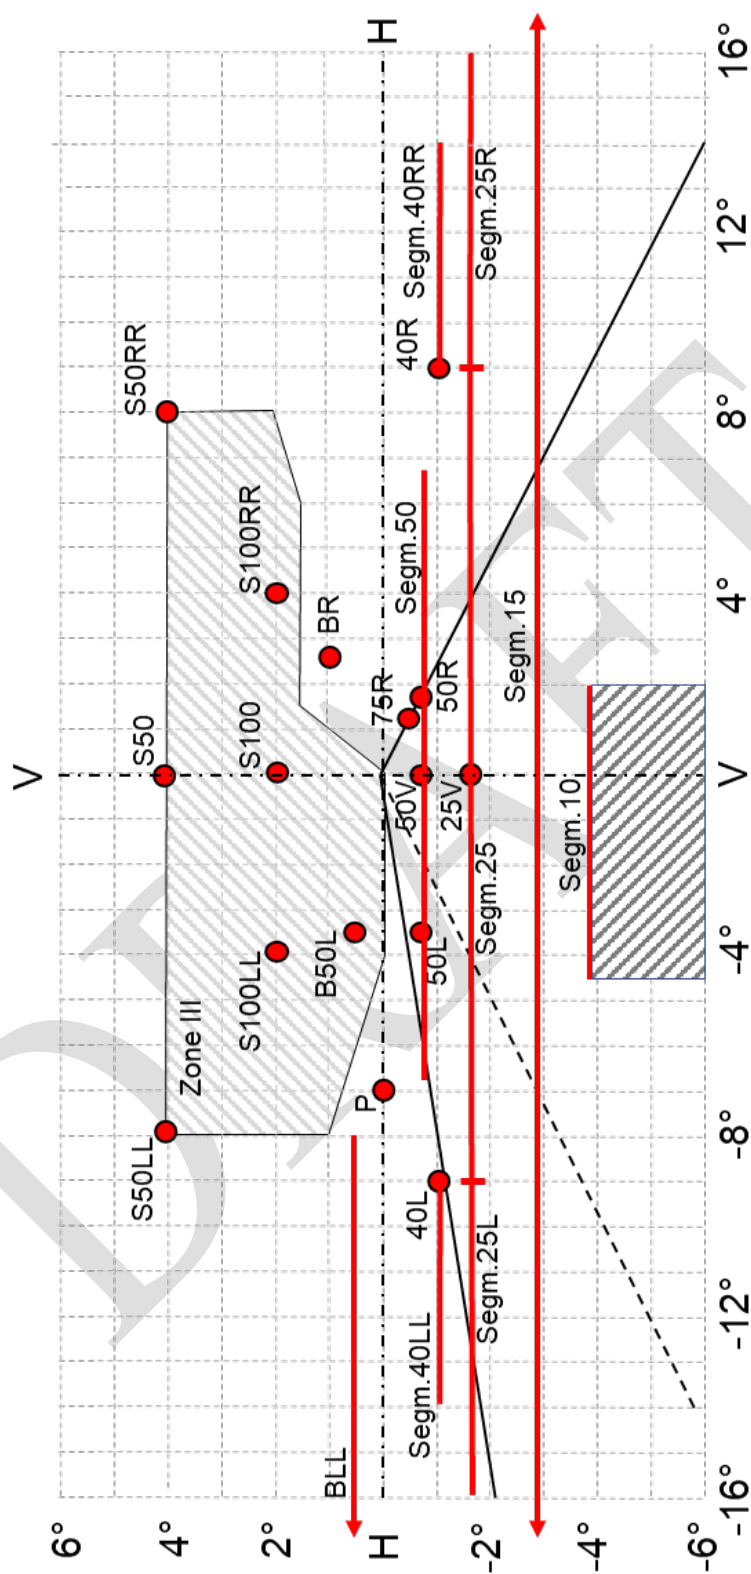 V
6°
4°
2°
H
-2°
-4°
-6°
H
S50LL
S50
S50RR
Zone III
S100LL
S100
S100RR
B50L
BR
BLL
P
75R
50L
50V
50R
Segm.50
40L
40R
Segm.40LL
Segm.40RR
25V
Segm.25L
Segm.25
Segm.25R
Segm.15
Segm.10
-16°
-12°
-8°
-4°
V
4°
8°
12°
16°
DRAFT